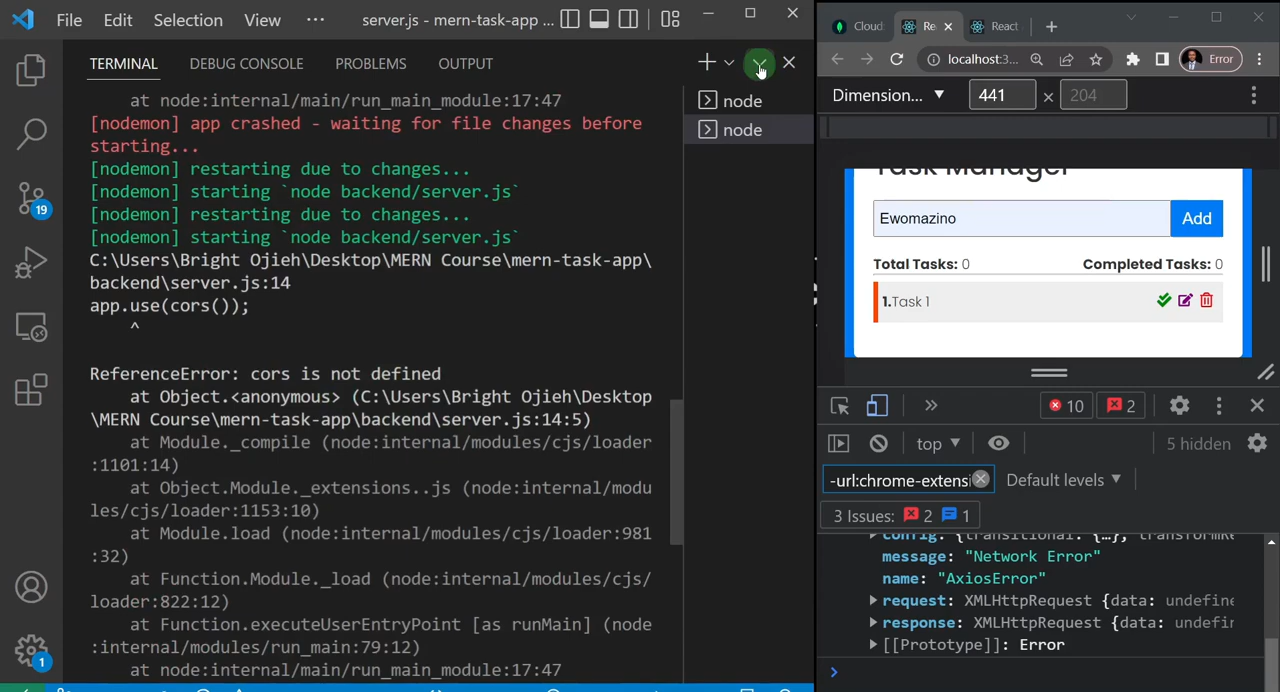 File Edit Selection View ··· server.js - mern-task-app ...
TERMINAL DEBUG CONSOLE PROBLEMS OUTPUT
node
node
at node:internal/main/run_main_module:17:47
[nodemon] app crashed - waiting for file changes before
starting...
[nodemon] restarting due to changes...
[nodemon] starting `node backend/server.js`
[nodemon] restarting due to changes...
[nodemon] starting `node backend/server.js`
C:\Users\Bright Ojieh\Desktop\MERN Course\mern-task-app\
backend\server.js:14
app.use(cors());
^
ReferenceError: cors is not defined
at Object.<anonymous> (C:\Users\Bright Ojieh\Desktop
\MERN Course\mern-task-app\backend\server.js:14:5)
at Module._compile (node:internal/modules/cjs/loader
:1101:14)
at Object.Module._extensions..js (node:internal/modu
les/cjs/loader:1153:10)
at Module.load (node:internal/modules/cjs/loader:981
:32)
at Function.Module._load (node:internal/modules/cjs/
loader:822:12)
at Function.executeUserEntryPoint [as runMain] (node
:internal/modules/run_main:79:12)
at node:internal/main/run_main_module:17:47
19
1
Cloud Re React
localhost:3... Error
Dimension... 441 × 204
Task Manager
Ewomazino Add
Total Tasks: 0 Completed Tasks: 0
1.Task 1
10 2
top 5 hidden
-url:chrome-extensi Default levels
3 Issues: 2 1
config: {transitional: {…}, transformRe
message: "Network Error"
name: "AxiosError"
request: XMLHttpRequest {data: undefine
response: XMLHttpRequest {data: undefin
[[Prototype]]: Error